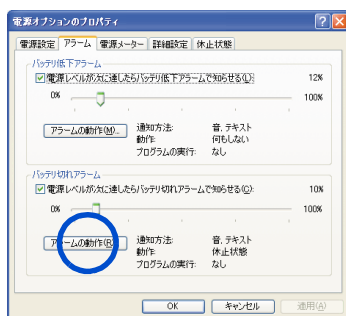 電源オプションのプロパティ
電源設定 アラーム 電源メーター 詳細設定 休止状態
バッテリ低下アラーム
電源レベルが次に達したらバッテリ低下アラームで知らせる(L): 12%
0% 100%
アラームの動作(M)... 通知方法: 音, テキスト
動作: 何もしない
プログラムの実行: なし
バッテリ切れアラーム
電源レベルが次に達したらバッテリ切れアラームで知らせる(C): 10%
0% 100%
アラームの動作(R)... 通知方法: 音, テキスト
動作: 休止状態
プログラムの実行: なし
OK キャンセル 適用(A)